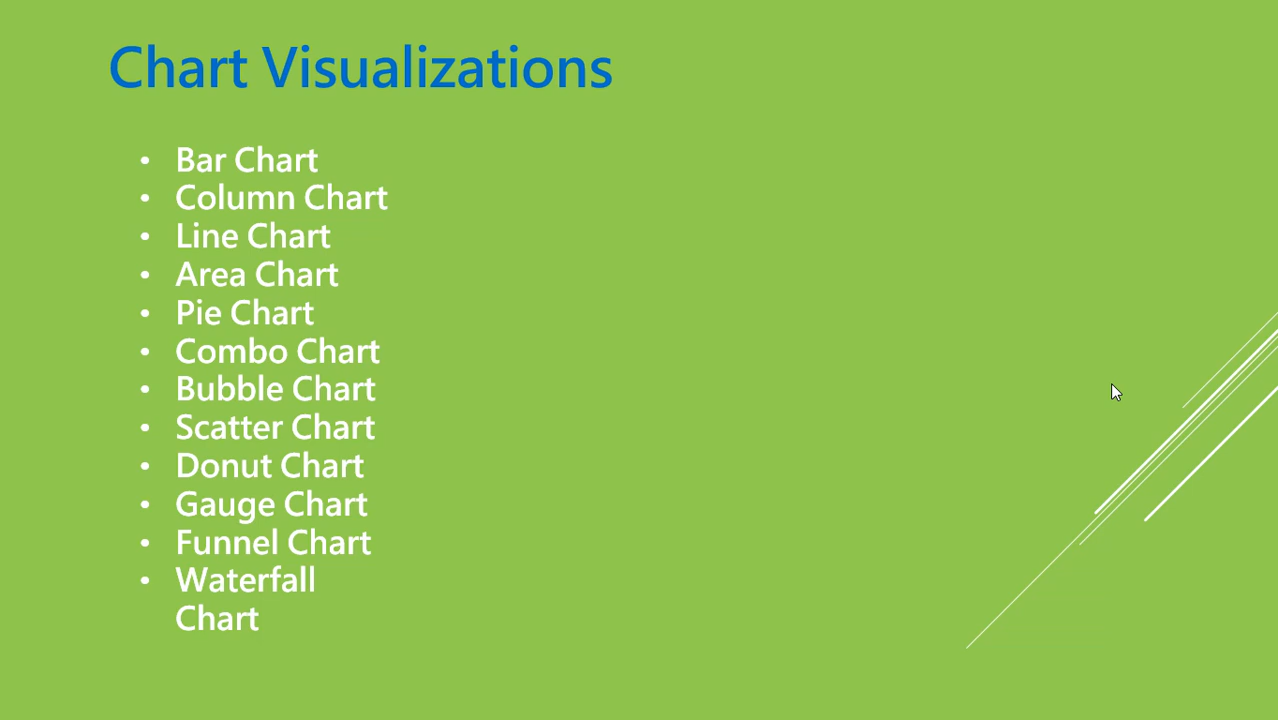 Chart Visualizations
• Bar Chart
• Column Chart
• Line Chart
• Area Chart
• Pie Chart
• Combo Chart
• Bubble Chart
• Scatter Chart
• Donut Chart
• Gauge Chart
• Funnel Chart
• Waterfall
Chart